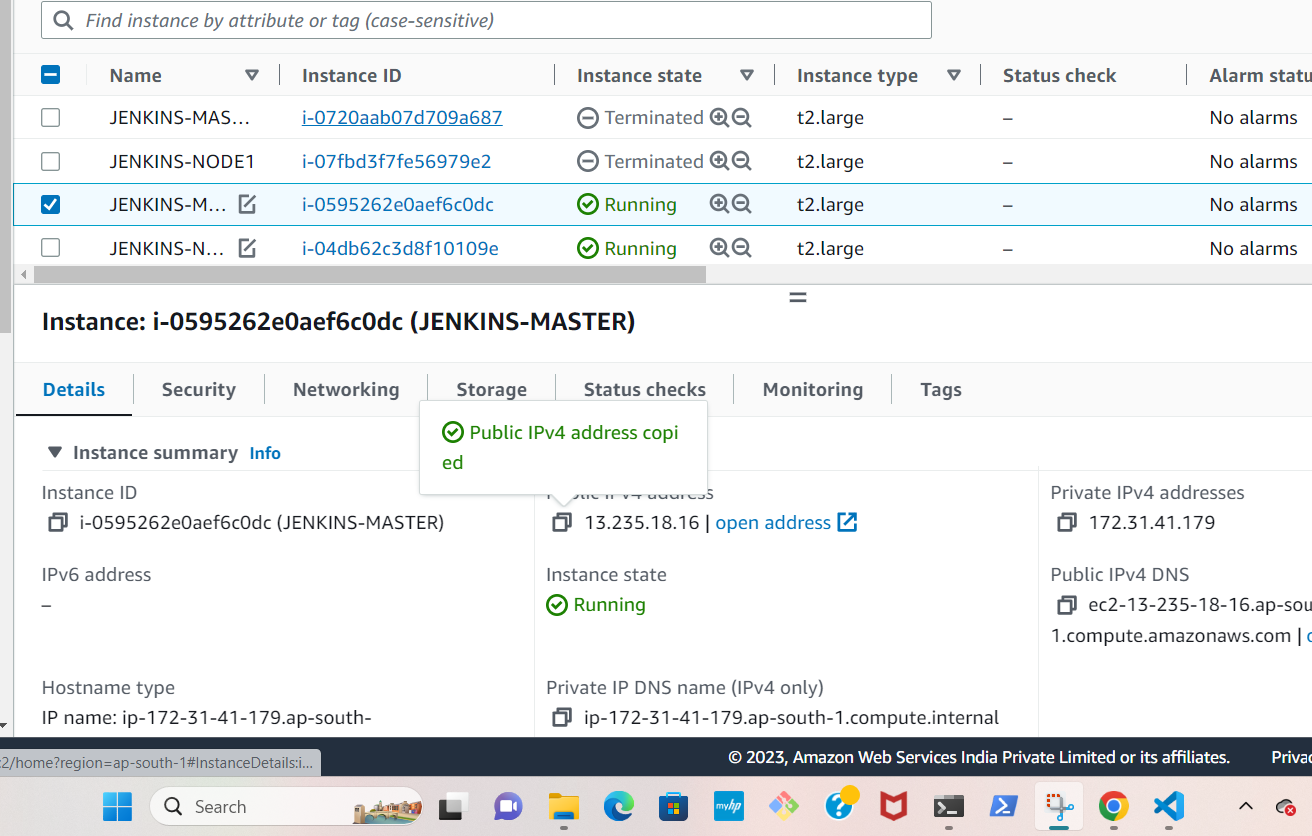 Find instance by attribute or tag (case-sensitive)
Name Instance ID Instance state Instance type Status check Alarm statu
JENKINS-MAS... i-0720aab07d709a687 Terminated t2.large – No alarms
JENKINS-NODE1 i-07fbd3f7fe56979e2 Terminated t2.large – No alarms
JENKINS-M... i-0595262e0aef6c0dc Running t2.large – No alarms
JENKINS-N... i-04db62c3d8f10109e Running t2.large – No alarms
Instance: i-0595262e0aef6c0dc (JENKINS-MASTER)
Details Security Networking Storage Status checks Monitoring Tags
Public IPv4 address copi
ed
Instance summary Info
Instance ID
i-0595262e0aef6c0dc (JENKINS-MASTER)
Public IPv4 address
13.235.18.16 | open address
Private IPv4 addresses
172.31.41.179
IPv6 address
–
Instance state
Running
Public IPv4 DNS
ec2-13-235-18-16.ap-sou
1.compute.amazonaws.com |
Hostname type
IP name: ip-172-31-41-179.ap-south-
Private IP DNS name (IPv4 only)
ip-172-31-41-179.ap-south-1.compute.internal
:2/home?region=ap-south-1#InstanceDetails:i...
© 2023, Amazon Web Services India Private Limited or its affiliates. Privac
Search
myhp